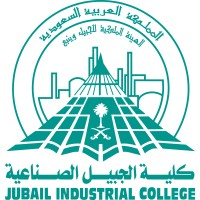 المملكة العربية السعودية
الهيئة الملكية للجبيل وينبع
كلية الجبيل الصناعية
JUBAIL INDUSTRIAL COLLEGE